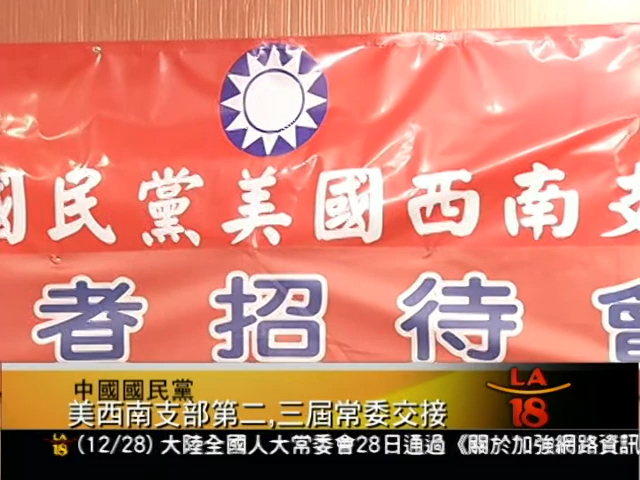 國民黨美國西南支
者招待會
中國國民黨
美西南支部第二,三屆常委交接
LA
18
LA
18
(12/28) 大陸全國人大常委會28日通過《關於加強網路資訊